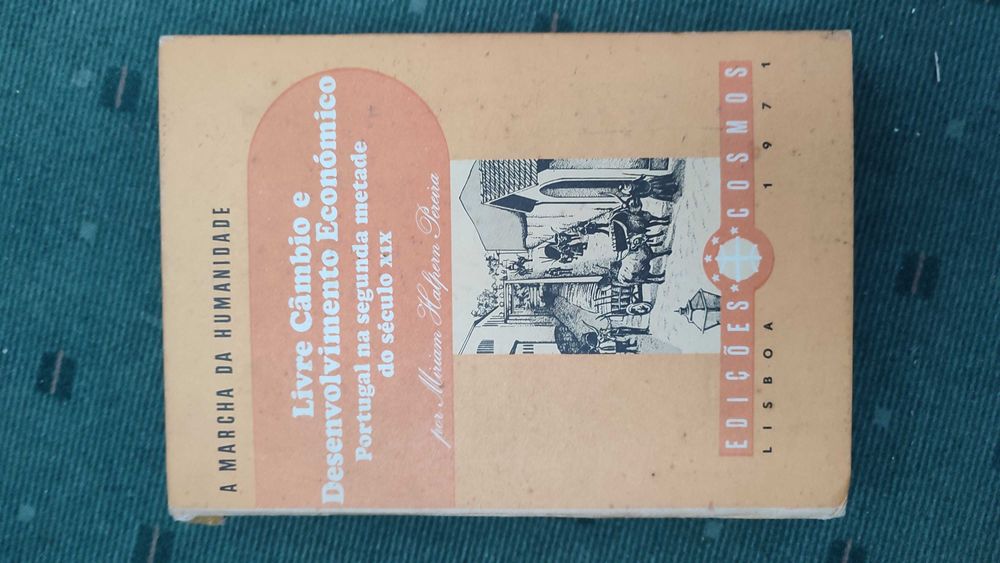 A MARCHA DA HUMANIDADE
Livre Câmbio e
Desenvolvimento Económico
Portugal na segunda metade
do século XIX
por Míriam Halpern Pereira
EDIÇÕES COSMOS
LISBOA 1971